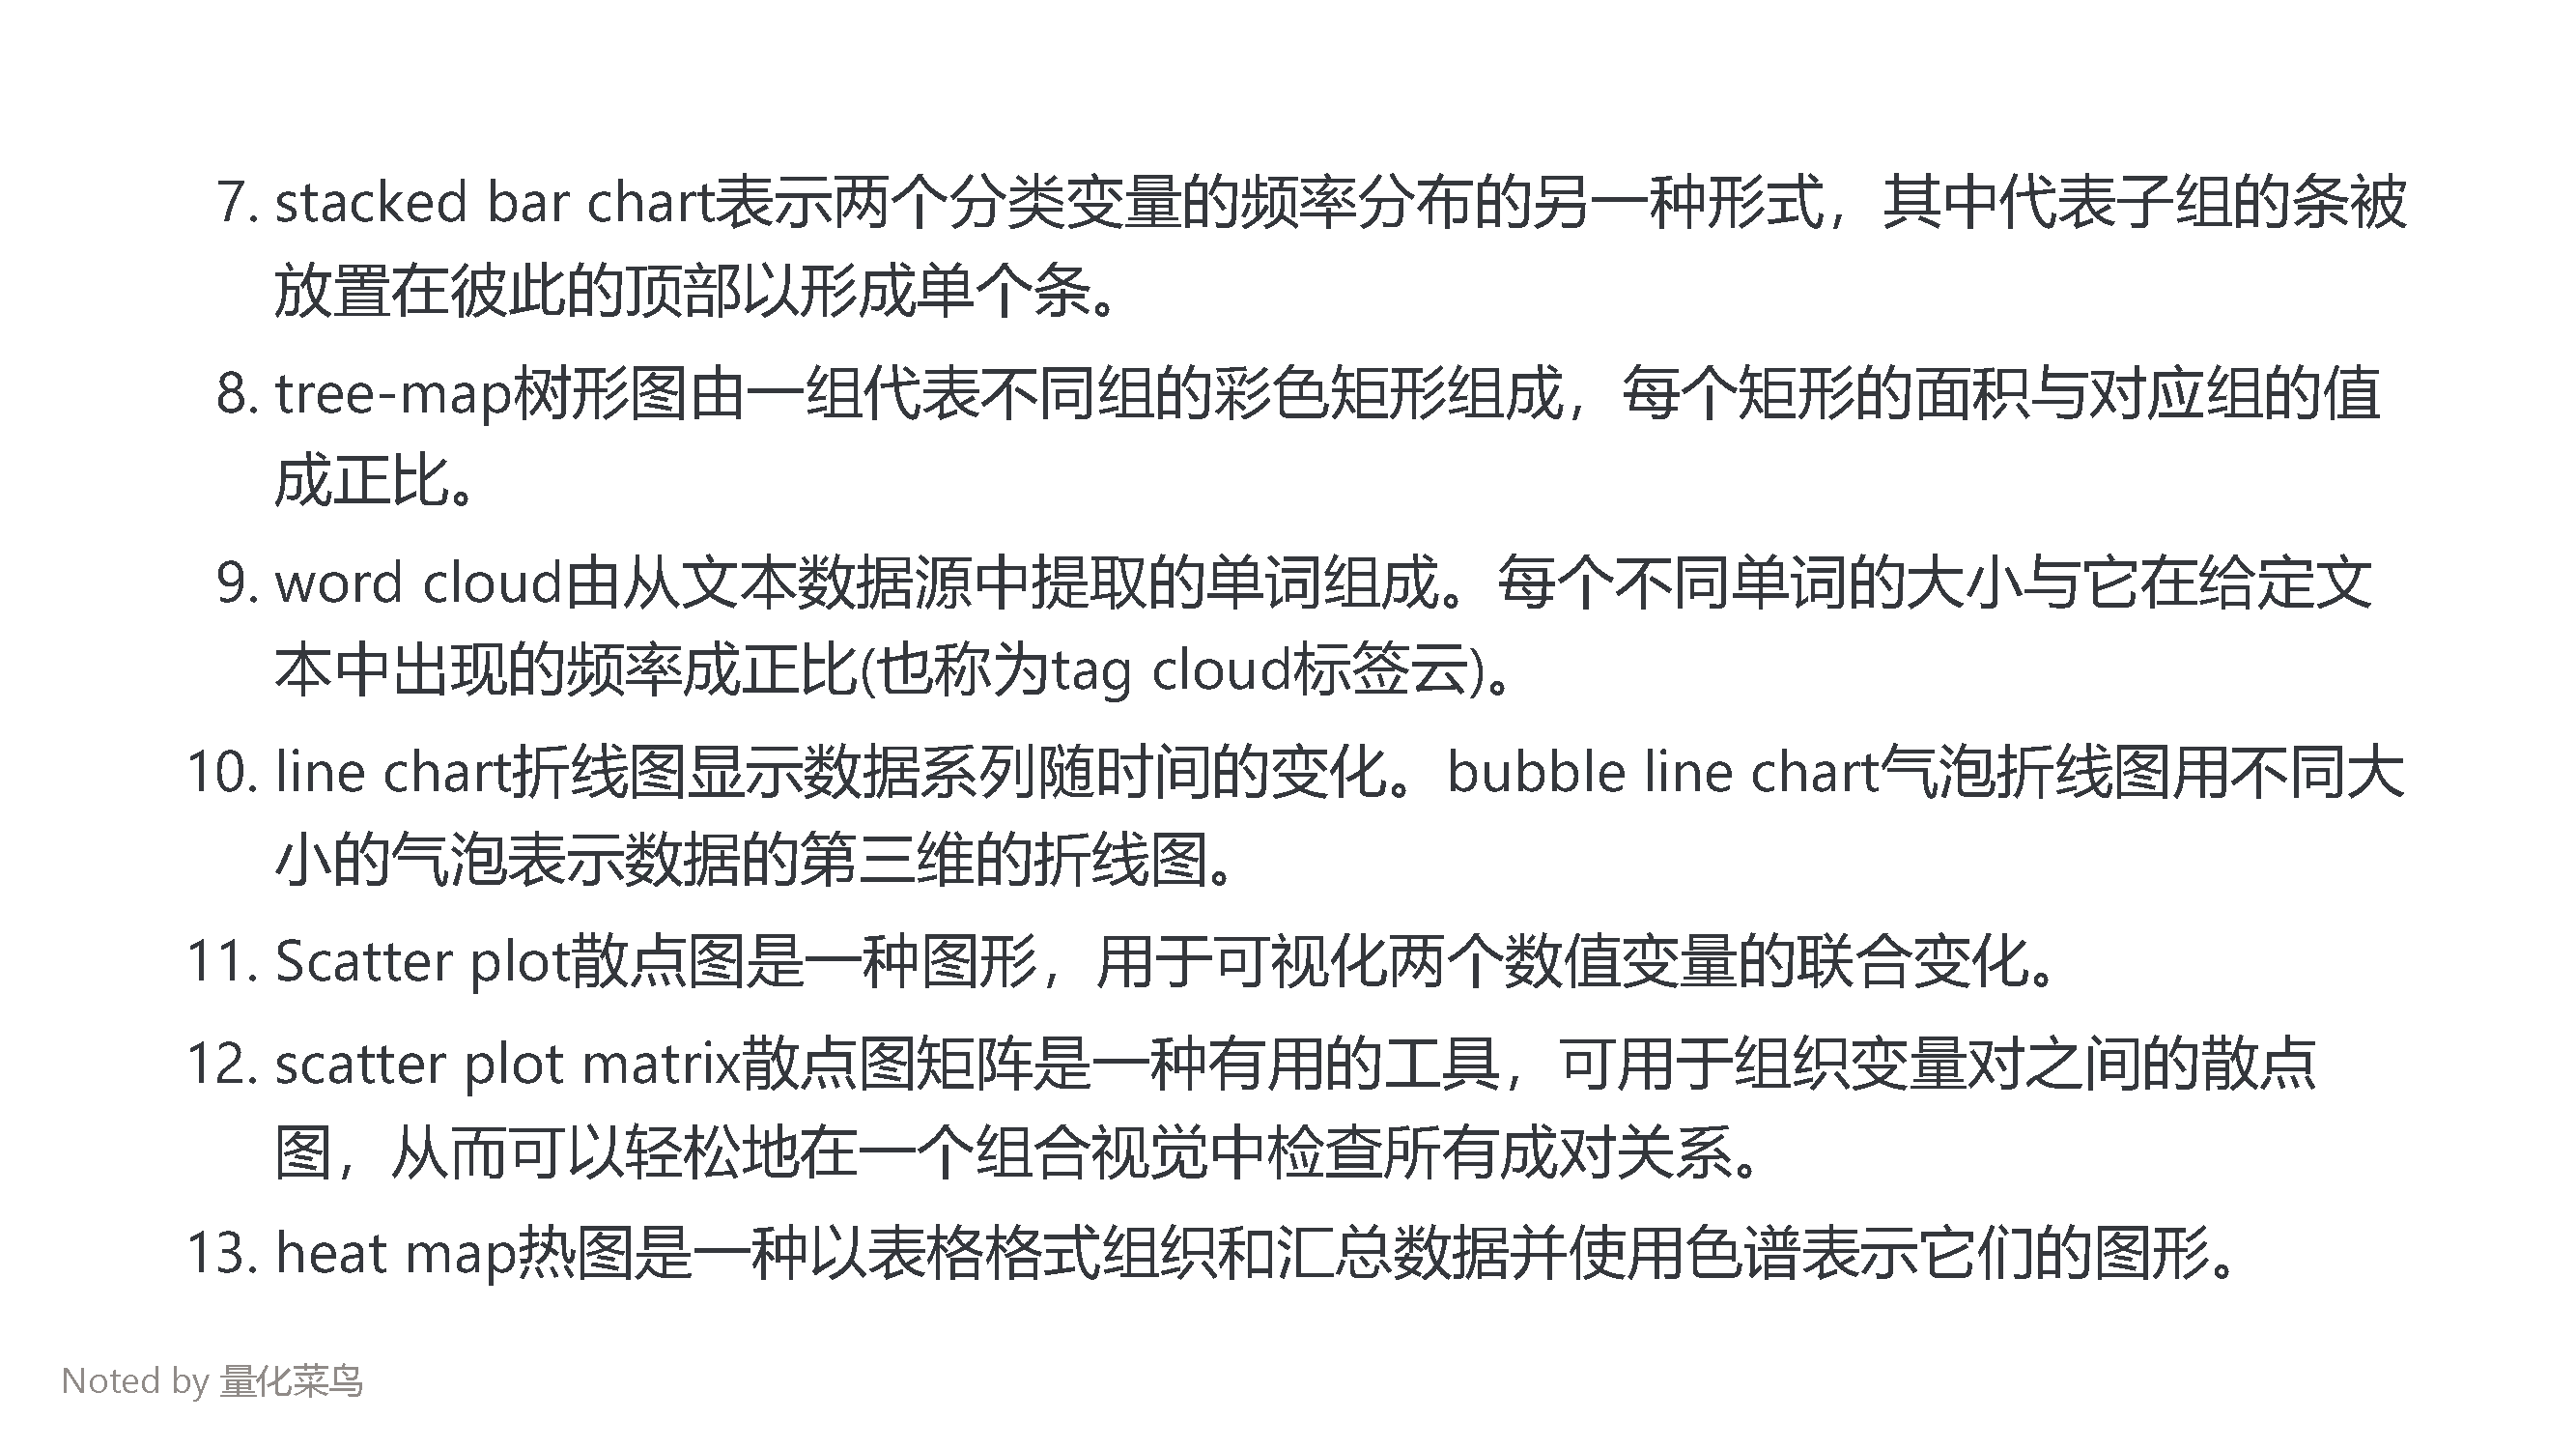 7. stacked bar chart表示两个分类变量的频率分布的另一种形式，其中代表子组的条被
放置在彼此的顶部以形成单个条。
8. tree-map树形图由一组代表不同组的彩色矩形组成，每个矩形的面积与对应组的值
成正比。
9. word cloud由从文本数据源中提取的单词组成。每个不同单词的大小与它在给定文
本中出现的频率成正比(也称为tag cloud标签云)。
10. line chart折线图显示数据系列随时间的变化。bubble line chart气泡折线图用不同大
小的气泡表示数据的第三维的折线图。
11. Scatter plot散点图是一种图形，用于可视化两个数值变量的联合变化。
12. scatter plot matrix散点图矩阵是一种有用的工具，可用于组织变量对之间的散点
图，从而可以轻松地在一个组合视觉中检查所有成对关系。
13. heat map热图是一种以表格格式组织和汇总数据并使用色谱表示它们的图形。
Noted by 量化菜鸟